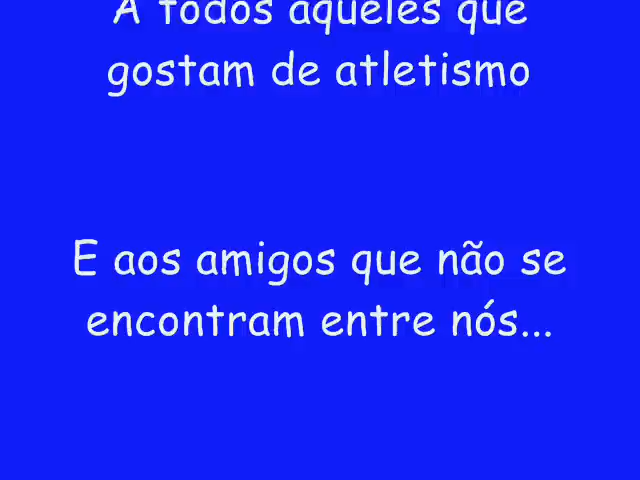 A todos aqueles que
gostam de atletismo
E aos amigos que não se
encontram entre nós...